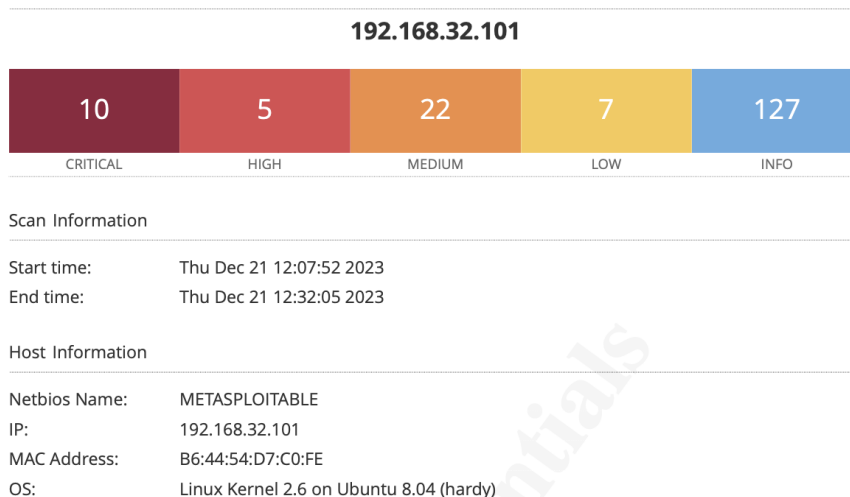 192.168.32.101
10 5 22 7 127
CRITICAL HIGH MEDIUM LOW INFO
Scan Information
Start time: Thu Dec 21 12:07:52 2023
End time: Thu Dec 21 12:32:05 2023
Host Information
Netbios Name: METASPLOITABLE
IP: 192.168.32.101
MAC Address: B6:44:54:D7:C0:FE
OS: Linux Kernel 2.6 on Ubuntu 8.04 (hardy)